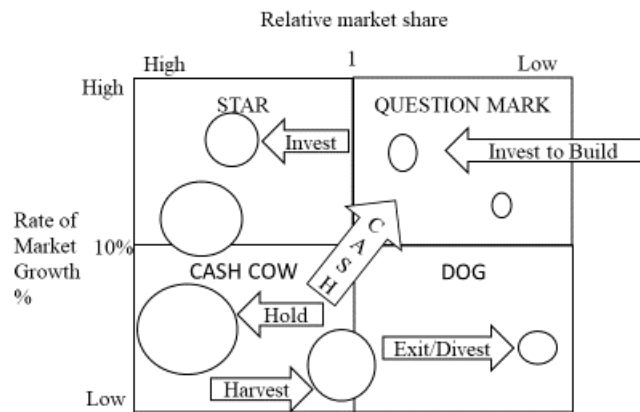 Relative market share
High
1
Low
High
STAR
QUESTION MARK
Invest
Invest to Build
Rate of
Market
Growth
%
10%
CASH
CASH COW
DOG
Hold
Exit/Divest
Harvest
Low